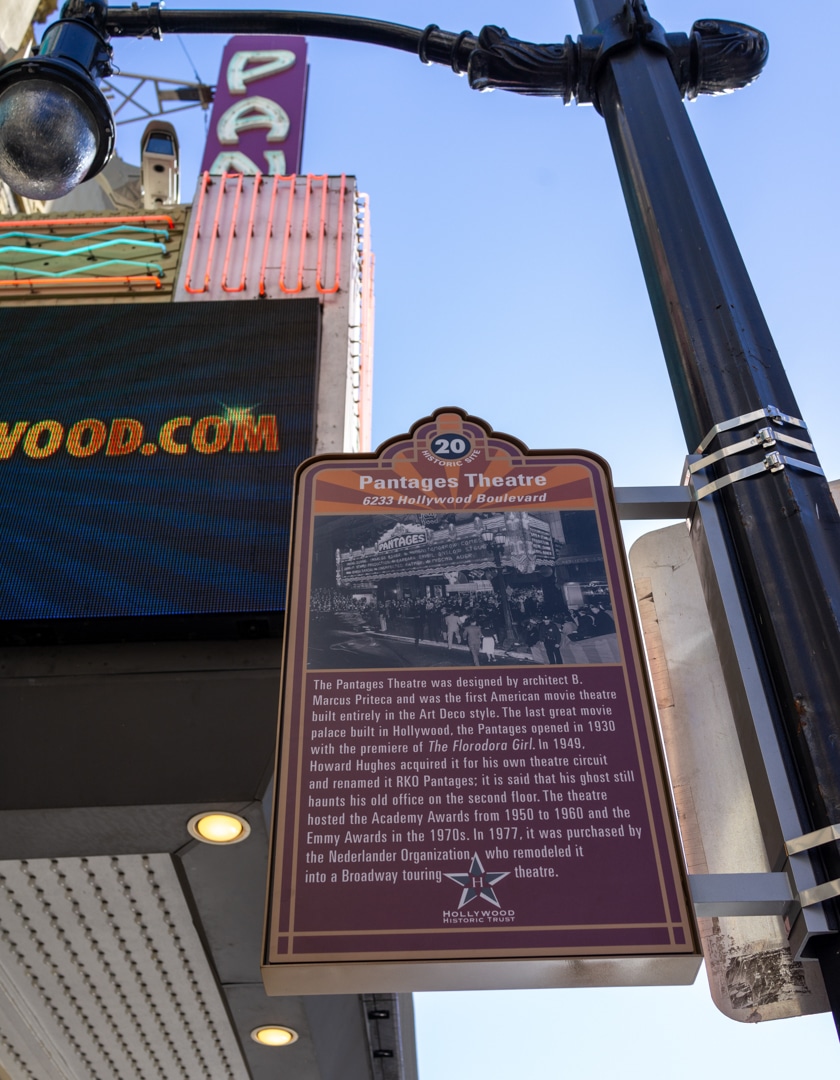 PAN
WOOD.COM
20
HISTORIC SITE
Pantages Theatre
6233 Hollywood Boulevard
PANTAGES
The Pantages Theatre was designed by architect B.
Marcus Priteca and was the first American movie theatre
built entirely in the Art Deco style. The last great movie
palace built in Hollywood, the Pantages opened in 1930
with the premiere of The Florodora Girl. In 1949,
Howard Hughes acquired it for his own theatre circuit
and renamed it RKO Pantages; it is said that his ghost still
haunts his old office on the second floor. The theatre
hosted the Academy Awards from 1950 to 1960 and the
Emmy Awards in the 1970s. In 1977, it was purchased by
the Nederlander Organization, who remodeled it
into a Broadway touring theatre.
H
HOLLYWOOD
HISTORIC TRUST